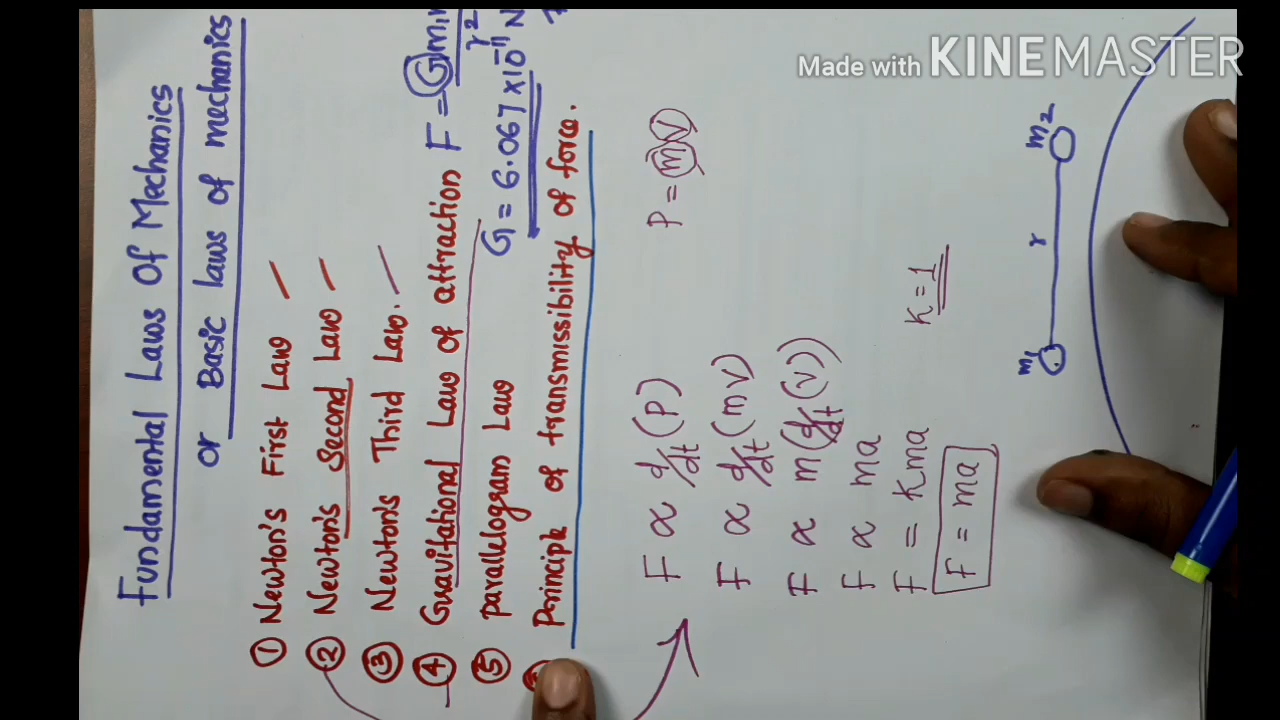 Fundamental Laws Of Mechanics
or Basic laws of mechanics
① Newton's First Law
② Newton's Second Law
③ Newton's Third Law.
④ Gravitational Law of attraction F = G m1
r2
G = 6.067 × 10^-11 N
⑤ parallelogram Law
Principle of transmissibility of force.
F ∝ d/dt (P)
P = m v
F ∝ d/dt (mv)
F ∝ m(d/dt (v))
F ∝ ma
F = Kma
K = 1
F = ma
m1 r m2
Made with KINEMASTER